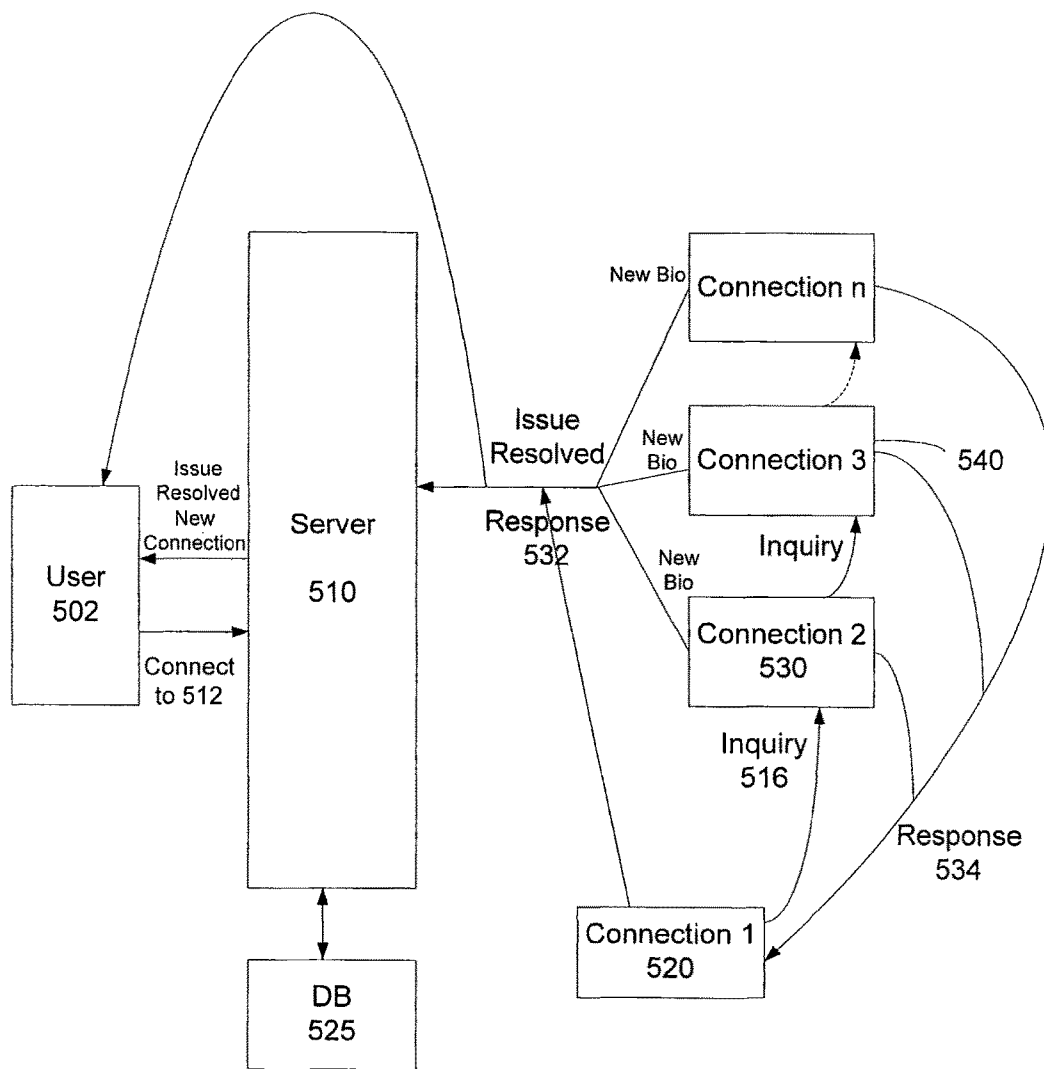 New Bio
Connection n
Issue
Resolved
New
Bio
Connection 3
540
Issue
Resolved
New
Connection
Server
510
Response
532
Inquiry
User
502
New
Bio
Connection 2
530
Connect
to 512
Inquiry
516
Response
534
Connection 1
520
DB
525